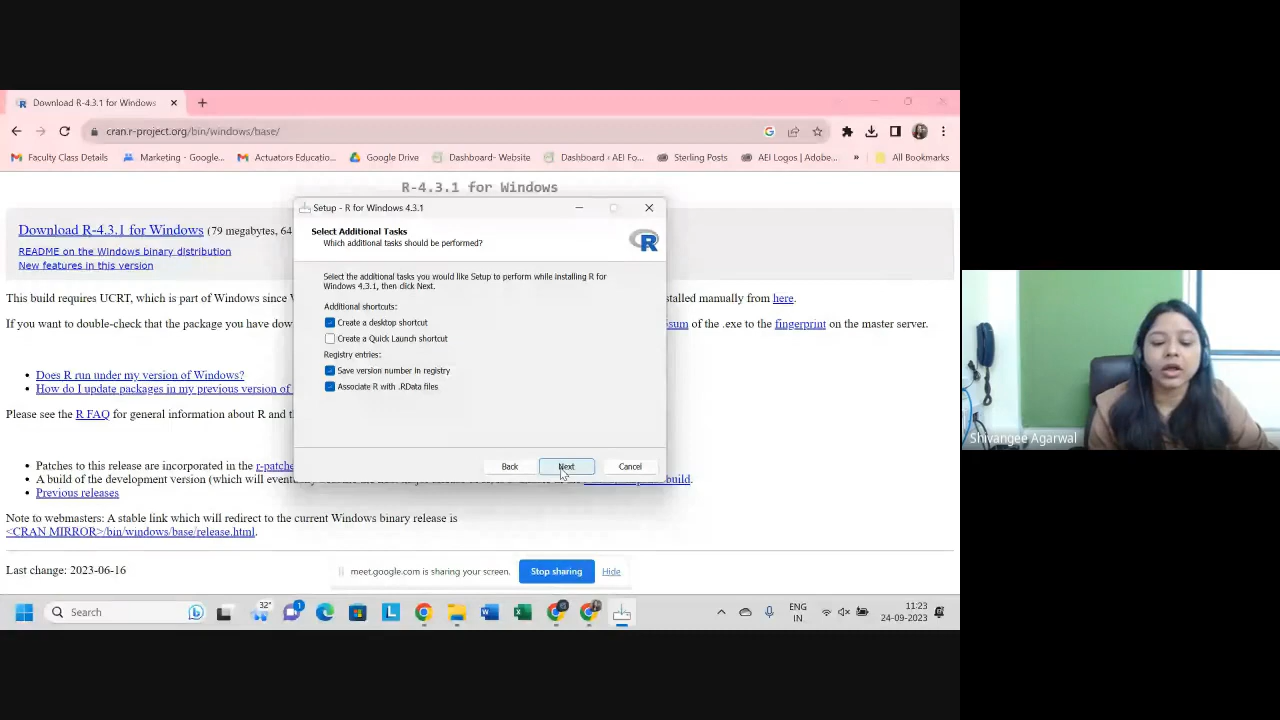 Download R-4.3.1 for Windows
cran.r-project.org/bin/windows/base/
Faculty Class Details
Marketing - Google...
Actuators Educatio...
Google Drive
Dashboard- Website
Dashboard ‹ AEI Fo...
Sterling Posts
AEI Logos | Adobe...
»
All Bookmarks
R-4.3.1 for Windows
Download R-4.3.1 for Windows (79 megabytes, 64
README on the Windows binary distribution
New features in this version
This build requires UCRT, which is part of Windows since
stalled manually from here.
If you want to double-check that the package you have dow
sum of the .exe to the fingerprint on the master server.
Does R run under my version of Windows?
How do I update packages in my previous version of
Please see the R FAQ for general information about R and th
Patches to this release are incorporated in the r-patche
A build of the development version (which will eventu
build.
Previous releases
Note to webmasters: A stable link which will redirect to the current Windows binary release is
<CRAN MIRROR>/bin/windows/base/release.html.
Last change: 2023-06-16
Setup - R for Windows 4.3.1
Select Additional Tasks
Which additional tasks should be performed?
Select the additional tasks you would like Setup to perform while installing R for
Windows 4.3.1, then click Next.
Additional shortcuts:
Create a desktop shortcut
Create a Quick Launch shortcut
Registry entries:
Save version number in registry
Associate R with .RData files
Back
Next
Cancel
meet.google.com is sharing your screen.
Stop sharing
Hide
Search
32°
1
ENG
IN
11:23
24-09-2023
Shivangee Agarwal